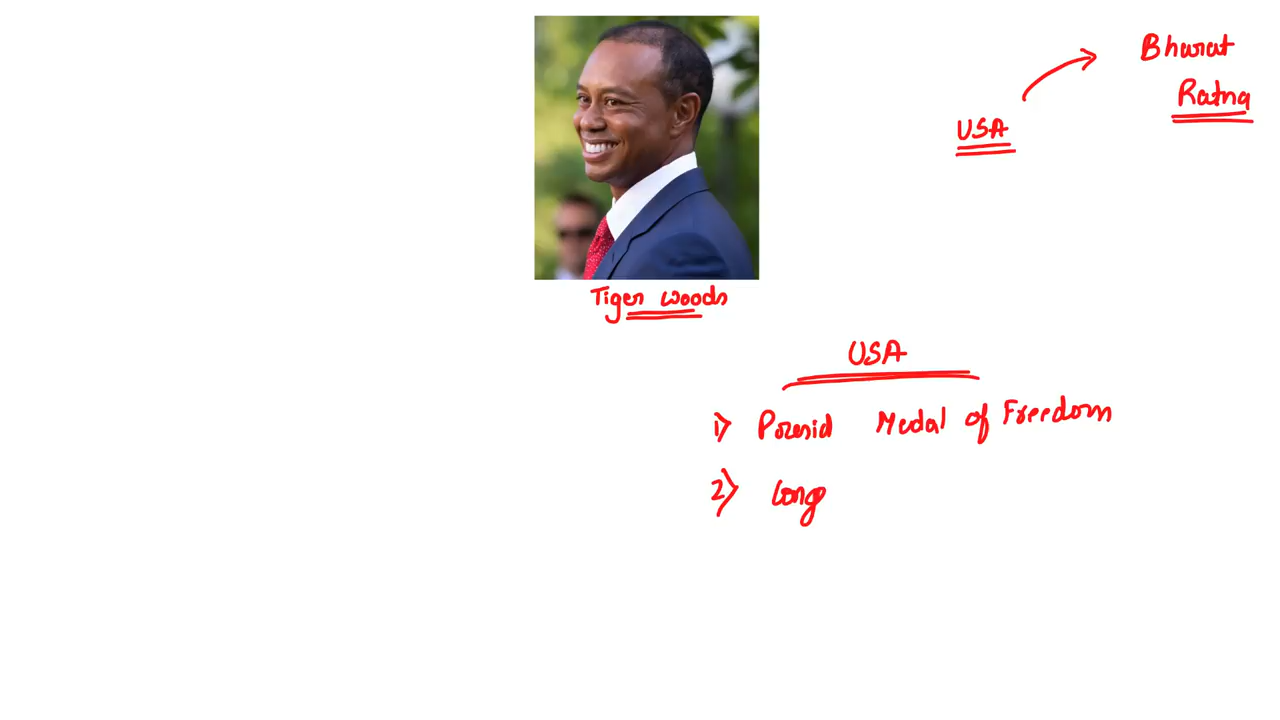 Bharat
Ratna
USA
Tiger Woods
USA
1) Presid Medal of Freedom
2) Cong